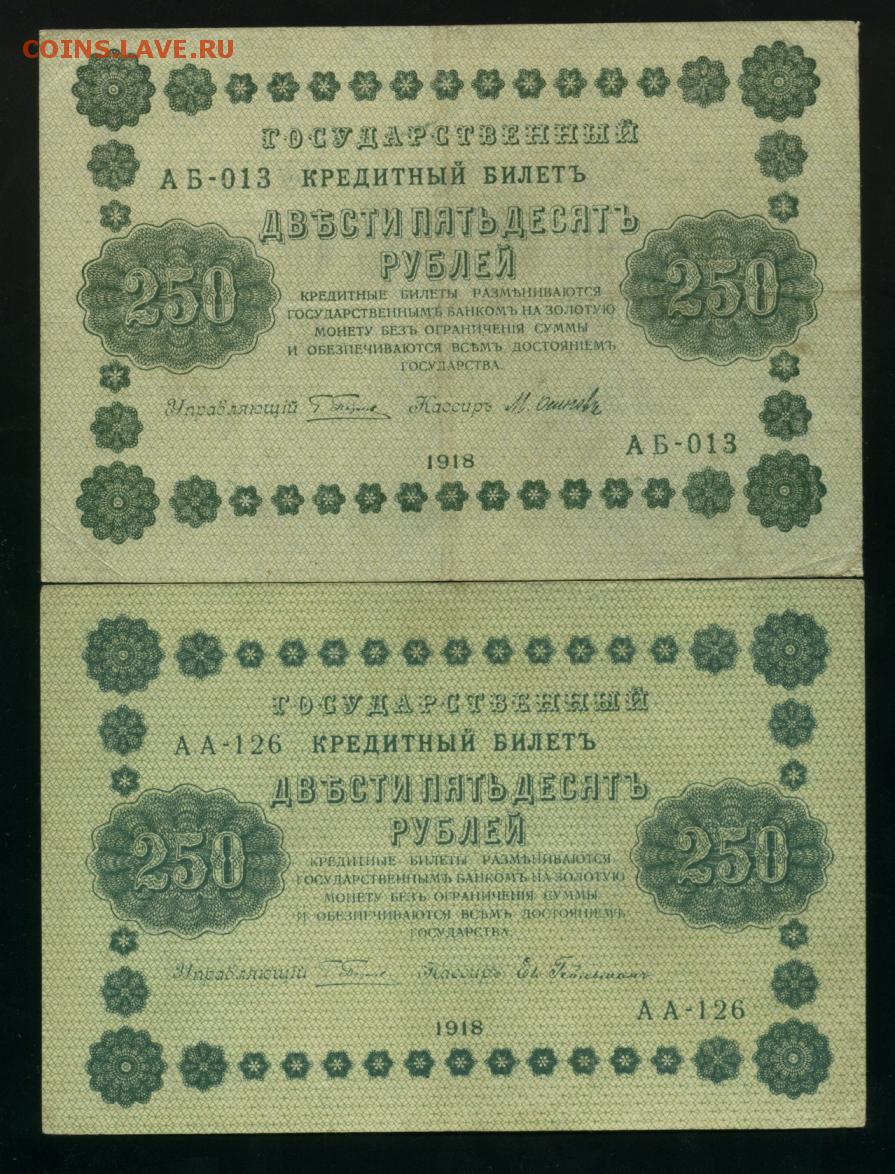 COINS.LAVE.RU
ГОСУДАРСТВЕННЫЙ
АБ-013 КРЕДИТНЫЙ БИЛЕТЪ
ДВѢСТИ ПЯТЬДЕСЯТЪ
РУБЛЕЙ
250
250
КРЕДИТНЫЕ БИЛЕТЫ РАЗМѢНИВАЮТСЯ
ГОСУДАРСТВЕННЫМЪ БАНКОМЪ НА ЗОЛОТУЮ
МОНЕТУ БЕЗЪ ОГРАНИЧЕНІЯ СУММЫ
И ОБЕЗПЕЧИВАЮТСЯ ВСѢМЪ ДОСТОЯНІЕМЪ
ГОСУДАРСТВА.
Управляющій Кассиръ М. Осиповъ
АБ-013
1918
ГОСУДАРСТВЕННЫЙ
АА-126 КРЕДИТНЫЙ БИЛЕТЪ
ДВѢСТИ ПЯТЬДЕСЯТЪ
РУБЛЕЙ
250
250
КРЕДИТНЫЕ БИЛЕТЫ РАЗМѢНИВАЮТСЯ
ГОСУДАРСТВЕННЫМЪ БАНКОМЪ НА ЗОЛОТУЮ
МОНЕТУ БЕЗЪ ОГРАНИЧЕНІЯ СУММЫ
И ОБЕЗПЕЧИВАЮТСЯ ВСѢМЪ ДОСТОЯНІЕМЪ
ГОСУДАРСТВА.
Управляющій Кассиръ Ев. Гейльман
АА-126
1918